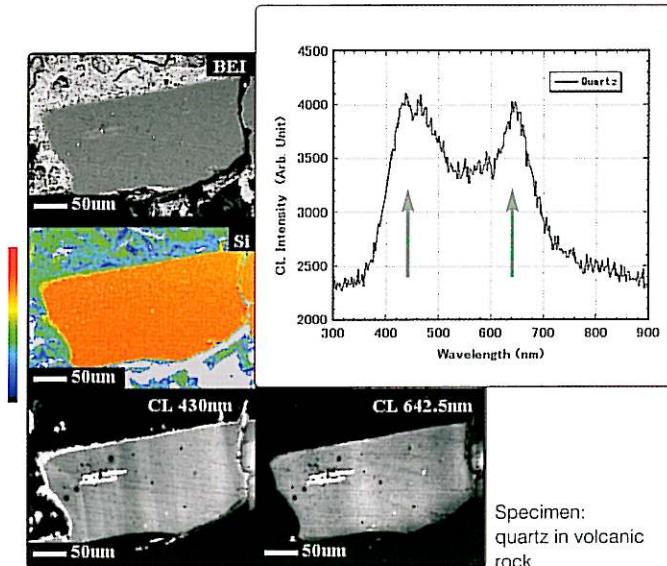 BEI
50um
Si
50um
CL 430nm
50um
CL 642.5nm
50um
4500
4000
3500
3000
2500
2000
CL Intensity (Arb. Unit)
Quartz
300 400 500 600 700 800 900
Wavelength (nm)
Specimen:
quartz in volcanic
rock